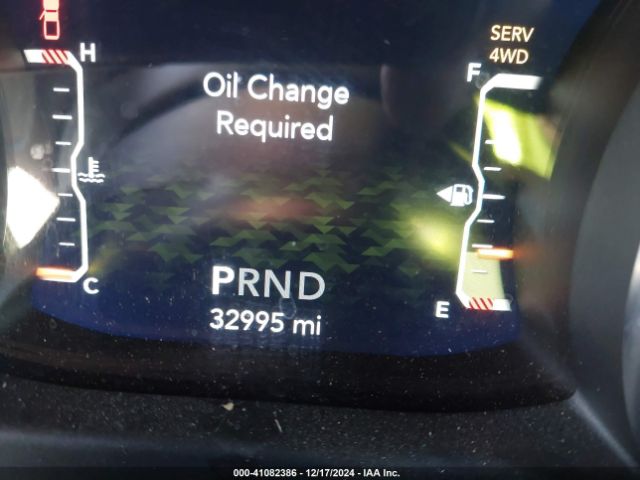 SERV
4WD
H
F
Oil Change
Required
C
E
PRND
32995 mi
000-41082386 - 12/17/2024 - IAA Inc.